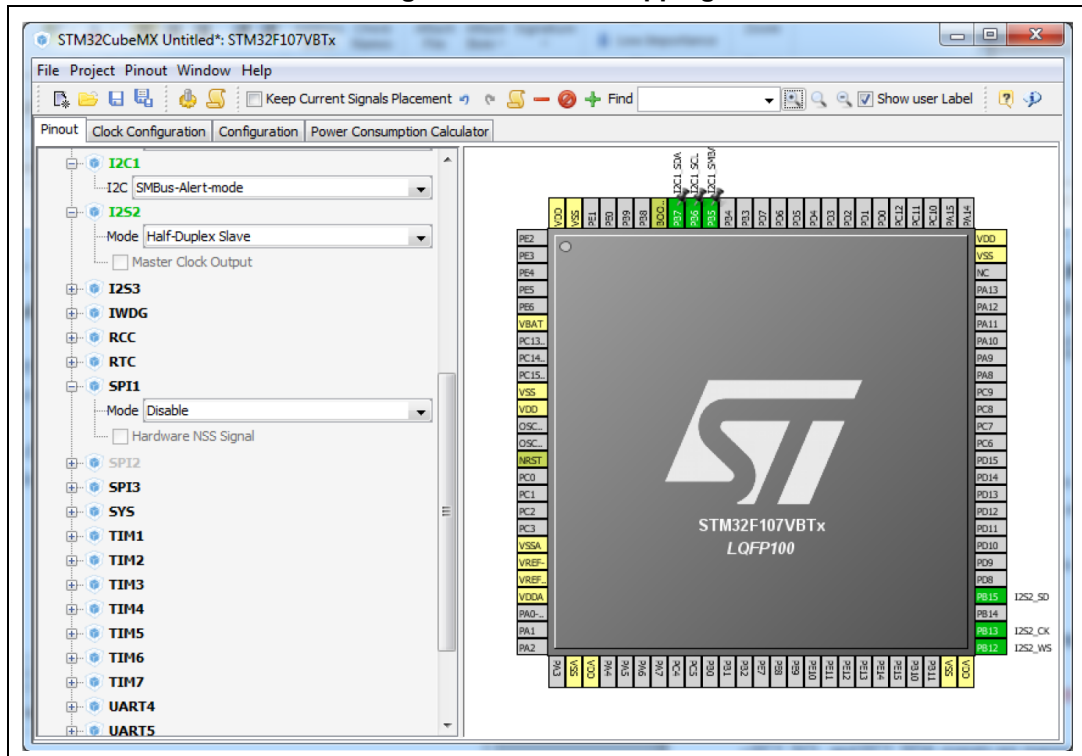 STM32CubeMX Untitled*: STM32F107VBTx
File Project Pinout Window Help
Keep Current Signals Placement
Find
Show user Label
Pinout
Clock Configuration
Configuration
Power Consumption Calculator
I2C1
I2C
SMBus-Alert-mode
I2S2
Mode
Half-Duplex Slave
Master Clock Output
I2S3
IWDG
RCC
RTC
SPI1
Mode
Disable
Hardware NSS Signal
SPI2
SPI3
SYS
TIM1
TIM2
TIM3
TIM4
TIM5
TIM6
TIM7
UART4
UART5
I2C1_SDA
I2C1_SCL
I2C1_SMBA
VDD
VSS
PE1
PE0
PB9
PB8
BOO..
PB7
PB6
PB5
PB4
PB3
PD7
PD6
PD5
PD4
PD3
PD2
PD1
PD0
PC12
PC11
PC10
PA15
PA14
PE2
PE3
PE4
PE5
PE6
VBAT
PC13..
PC14..
PC15..
VSS
VDD
OSC..
OSC..
NRST
PC0
PC1
PC2
PC3
VSSA
VREF-
VREF..
VDDA
PA0-..
PA1
PA2
ST
STM32F107VBTx
LQFP100
VDD
VSS
NC
PA13
PA12
PA11
PA10
PA9
PA8
PC9
PC8
PC7
PC6
PD15
PD14
PD13
PD12
PD11
PD10
PD9
PD8
PB15 I2S2_SD
PB14
PB13 I2S2_CK
PB12 I2S2_WS
PA3
VSS
VDD
PA4
PA5
PA6
PA7
PC4
PC5
PB0
PB1
PB2
PE7
PE8
PE9
PE10
PE11
PE12
PE13
PE14
PE15
PB10
PB11
VSS
VDD